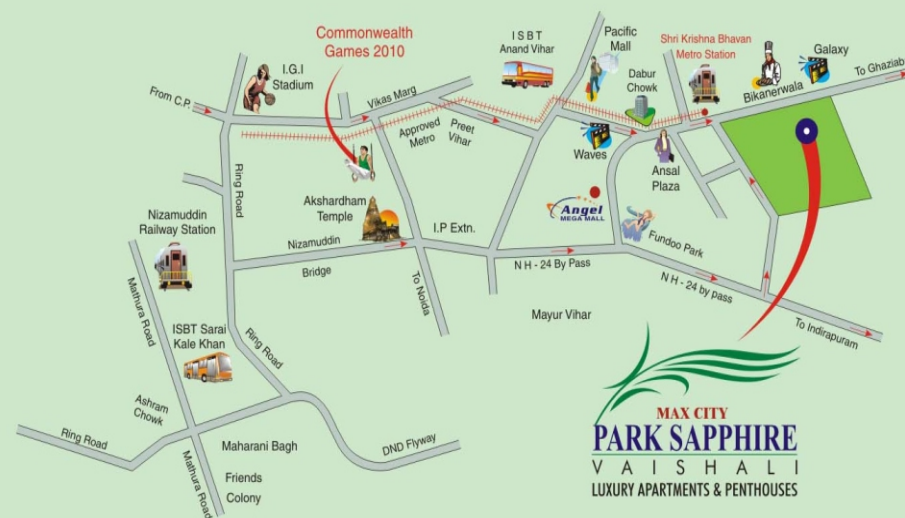 Commonwealth
Games 2010
I.G.I
Stadium
From C.P.
Vikas Marg
I S B T
Anand Vihar
Pacific
Mall
Dabur
Chowk
Shri Krishna Bhavan
Metro Station
Bikanerwala
Galaxy
To Ghaziab
Approved
Metro
Preet
Vihar
Waves
Ansal
Plaza
Ring Road
Akshardham
Temple
Nizamuddin
Railway Station
Nizamuddin
Bridge
I.P Extn.
Angel
MEGA MALL
Fundoo Park
N H - 24 By Pass
N H - 24 by pass
To Noida
Mayur Vihar
To Indirapuram
Mathura Road
ISBT Sarai
Kale Khan
Ring Road
Ashram
Chowk
Ring Road
Maharani Bagh
DND Flyway
Mathura Road
Friends
Colony
MAX CITY
PARK SAPPHIRE
VAISHALI
LUXURY APARTMENTS & PENTHOUSES